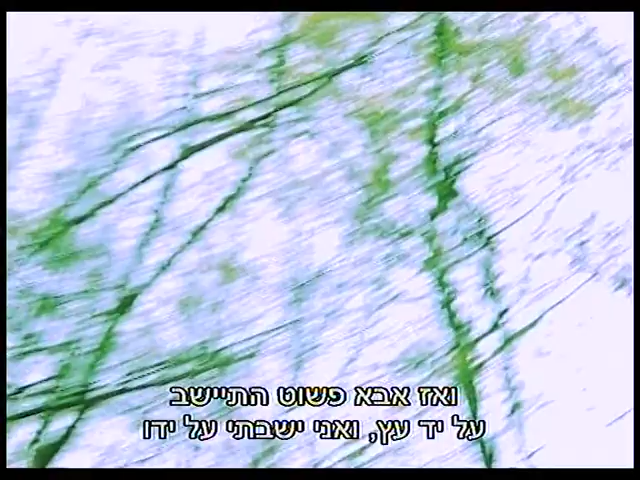 ואז אבא פשוט התיישב
על יד עץ, ואני ישבתי על ידו